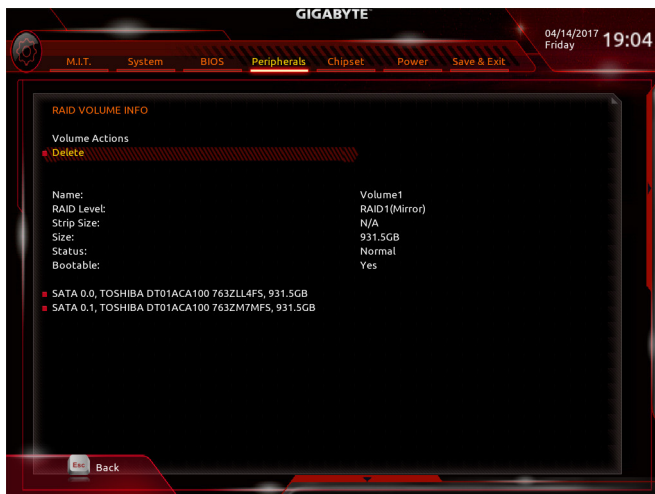 GIGABYTE™
04/14/2017 19:04
Friday
M.I.T. System BIOS Peripherals Chipset Power Save & Exit
RAID VOLUME INFO
Volume Actions
Delete
Name: Volume1
RAID Level: RAID1(Mirror)
Strip Size: N/A
Size: 931.5GB
Status: Normal
Bootable: Yes
SATA 0.0, TOSHIBA DT01ACA100 763ZLL4FS, 931.5GB
SATA 0.1, TOSHIBA DT01ACA100 763ZM7MFS, 931.5GB
Esc Back